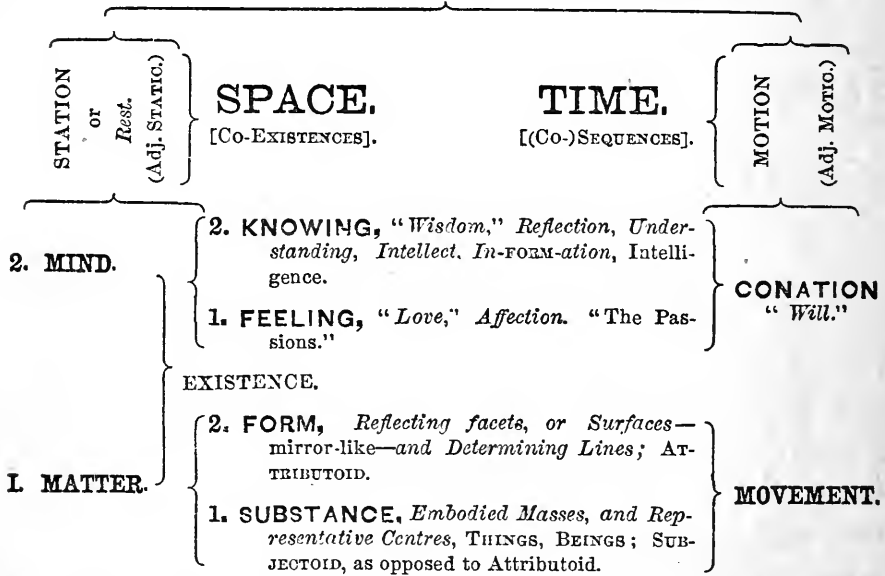 STATION
or
Rest.
(Adj. STATIC.)
SPACE.
[CO-EXISTENCES].
TIME.
[(CO-)SEQUENCES].
MOTION
(Adj. MOTIC.)
2. MIND.
2. KNOWING, "Wisdom," Reflection, Under-
standing, Intellect. In-FORM-ation, Intelli-
gence.
1. FEELING, "Love," Affection. "The Pas-
sions."
CONATION
"Will."
EXISTENCE.
I. MATTER.
2. FORM, Reflecting facets, or Surfaces—
mirror-like—and Determining Lines; AT-
TRIBUTOID.
1. SUBSTANCE, Embodied Masses, and Rep-
resentative Centres, THINGS, BEINGS; SUB-
JECTOID, as opposed to Attributoid.
MOVEMENT.